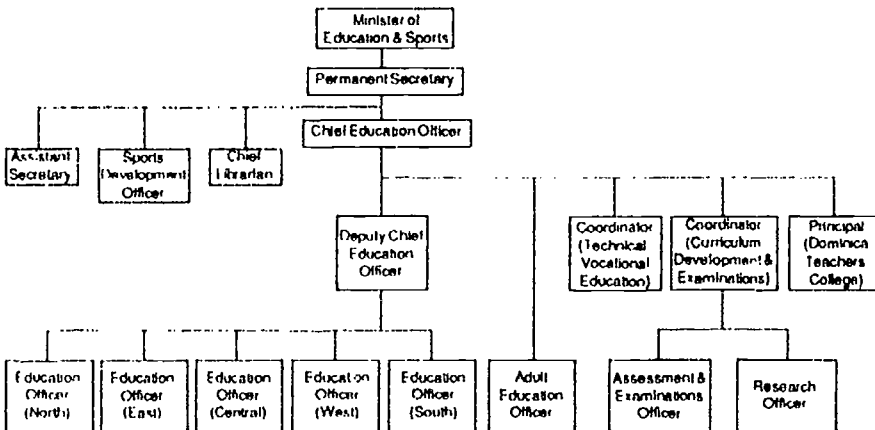 Minister of
Education & Sports
Permanent Secretary
Chief Education Officer
Assistant
Secretary
Sports
Development
Officer
Chief
Librarian
Deputy Chief
Education
Officer
Coordinator
(Technical
Vocational
Education)
Coordinator
(Curriculum
Development &
Examinations)
Principal
(Dominica
Teachers
College)
Education
Officer
(North)
Education
Officer
(East)
Education
Officer
(Central)
Education
Officer
(West)
Education
Officer
(South)
Adult
Education
Officer
Assessment &
Examinations
Officer
Research
Officer